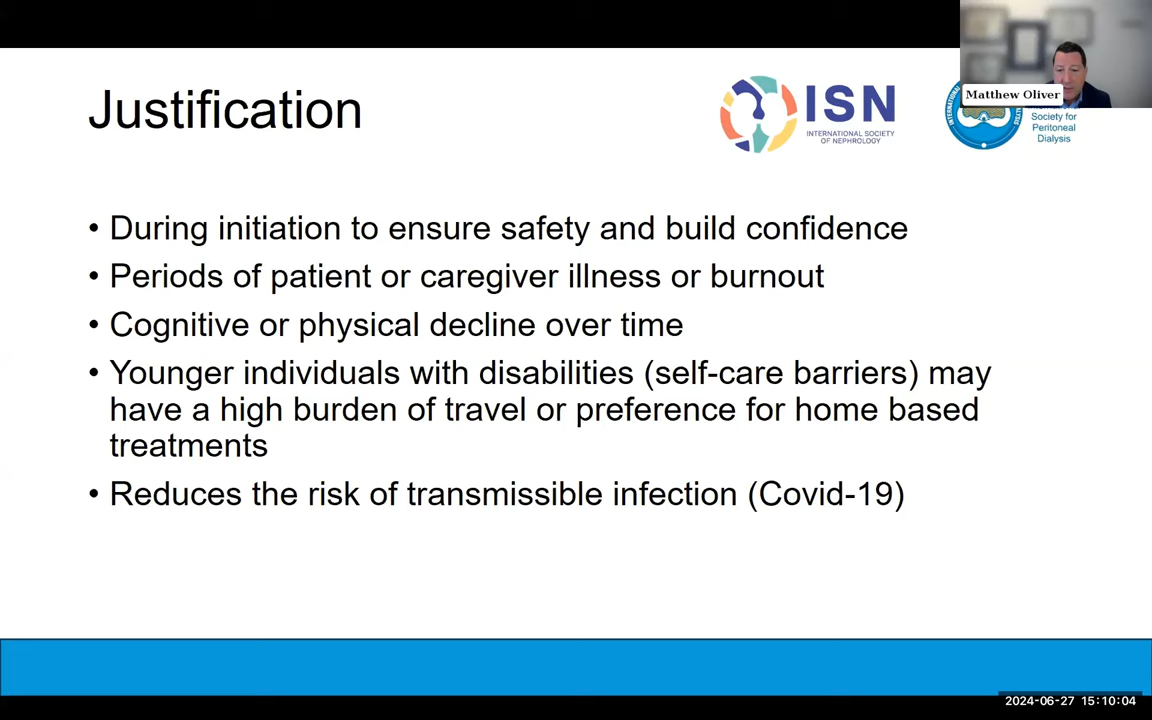 Matthew Oliver
Justification
ISN
INTERNATIONAL SOCIETY
OF NEPHROLOGY
Society for
Peritoneal
Dialysis
• During initiation to ensure safety and build confidence
• Periods of patient or caregiver illness or burnout
• Cognitive or physical decline over time
• Younger individuals with disabilities (self-care barriers) may
have a high burden of travel or preference for home based
treatments
• Reduces the risk of transmissible infection (Covid-19)
2024-06-27 15:10:04